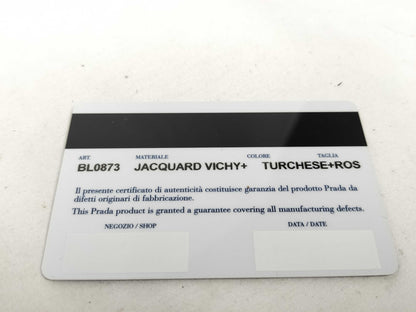 ART. MATERIALE COLORE TAGLIA
BL0873 JACQUARD VICHY+ TURCHESE+ROS
Il presente certificato di autenticità costituisce garanzia del prodotto Prada da
difetti originari di fabbricazione.
This Prada product is granted a guarantee covering all manufacturing defects.
NEGOZIO / SHOP DATA / DATE